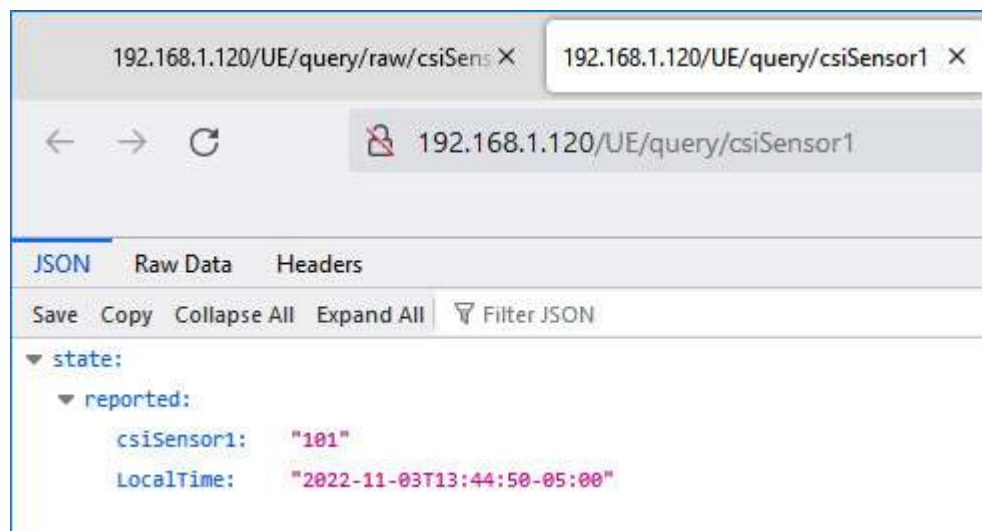 192.168.1.120/UE/query/raw/csiSens
192.168.1.120/UE/query/csiSensor1
192.168.1.120/UE/query/csiSensor1
JSON Raw Data Headers
Save Copy Collapse All Expand All Filter JSON
state:
reported:
csiSensor1: "101"
LocalTime: "2022-11-03T13:44:50-05:00"